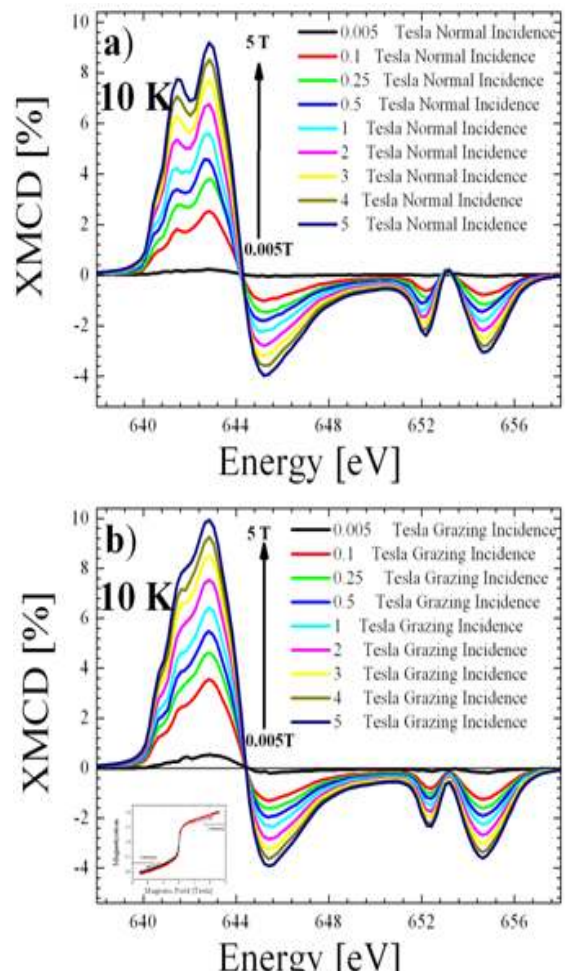 a)
10 K
5 T
0.005T
0.005 Tesla Normal Incidence
0.1 Tesla Normal Incidence
0.25 Tesla Normal Incidence
0.5 Tesla Normal Incidence
1 Tesla Normal Incidence
2 Tesla Normal Incidence
3 Tesla Normal Incidence
4 Tesla Normal Incidence
5 Tesla Normal Incidence
XMCD [%]
10
8
6
4
2
0
-2
-4
640 644 648 652 656
Energy [eV]
b)
10 K
5 T
0.005T
0.005 Tesla Grazing Incidence
0.1 Tesla Grazing Incidence
0.25 Tesla Grazing Incidence
0.5 Tesla Grazing Incidence
1 Tesla Grazing Incidence
2 Tesla Grazing Incidence
3 Tesla Grazing Incidence
4 Tesla Grazing Incidence
5 Tesla Grazing Incidence
XMCD [%]
10
8
6
4
2
0
-2
-4
Magnetization
Magnetic Field [Tesla]
640 644 648 652 656
Energy [eV]